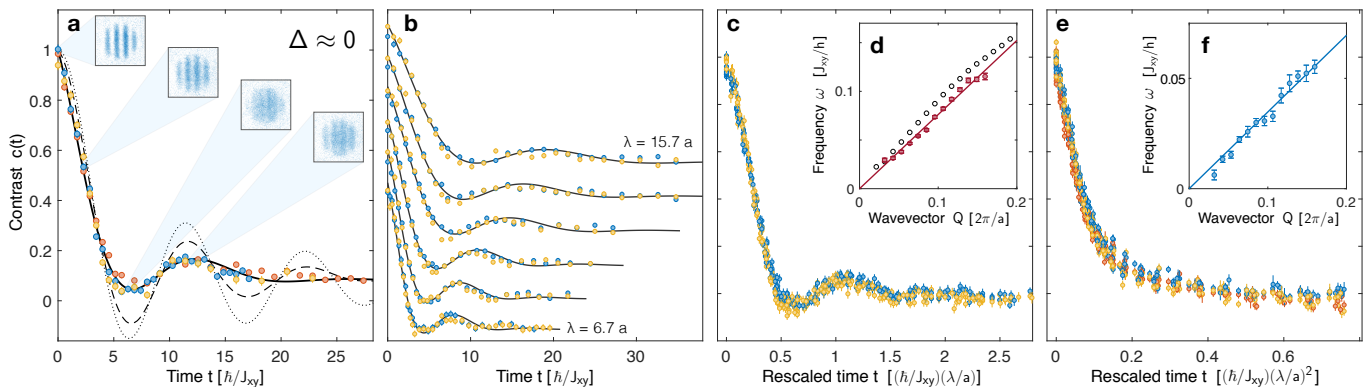 a
Δ ≈ 0
1
0.8
0.6
0.4
0.2
0
Contrast c(t)
0 5 10 15 20 25
Time t [ħ/Jxy]
b
λ = 15.7 a
λ = 6.7 a
0 10 20 30
Time t [ħ/Jxy]
c
d
Frequency ω [Jxy/h]
0.1
0
0 0.1 0.2
Wavevector Q [2π/a]
0 0.5 1 1.5 2 2.5
Rescaled time t [(ħ/Jxy)(λ/a)]
e
f
Frequency ω [Jxy/h]
0.05
0
0 0.1 0.2
Wavevector Q [2π/a]
0 0.2 0.4 0.6 0.8
Rescaled time t [(ħ/Jxy)(λ/a)²]